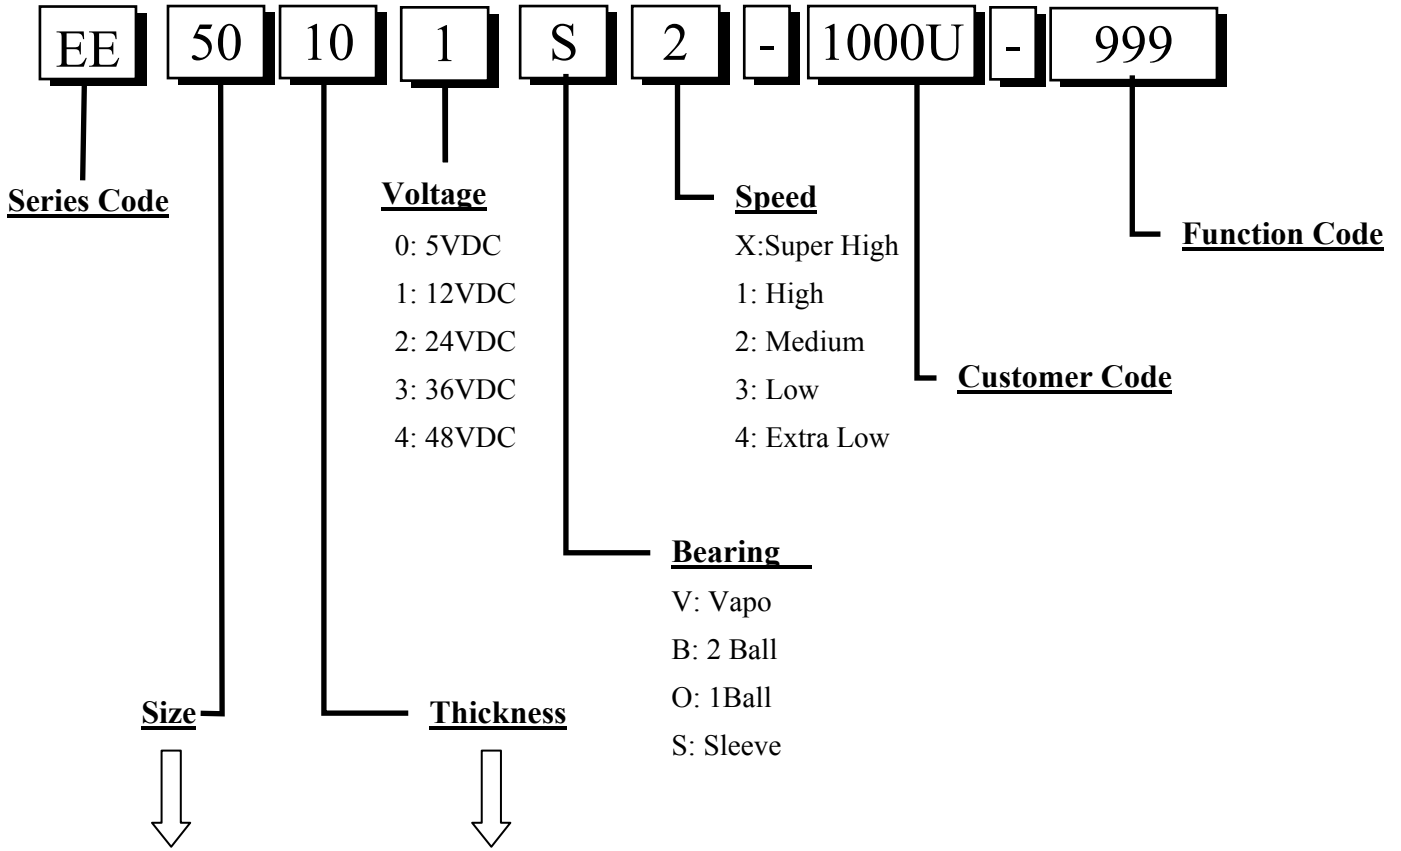 EE 50 10 1 S 2 - 1000U - 999
Series Code
Voltage
0: 5VDC
1: 12VDC
2: 24VDC
3: 36VDC
4: 48VDC
Speed
X:Super High
1: High
2: Medium
3: Low
4: Extra Low
Function Code
Customer Code
Bearing
V: Vapo
B: 2 Ball
O: 1Ball
S: Sleeve
Size
Thickness